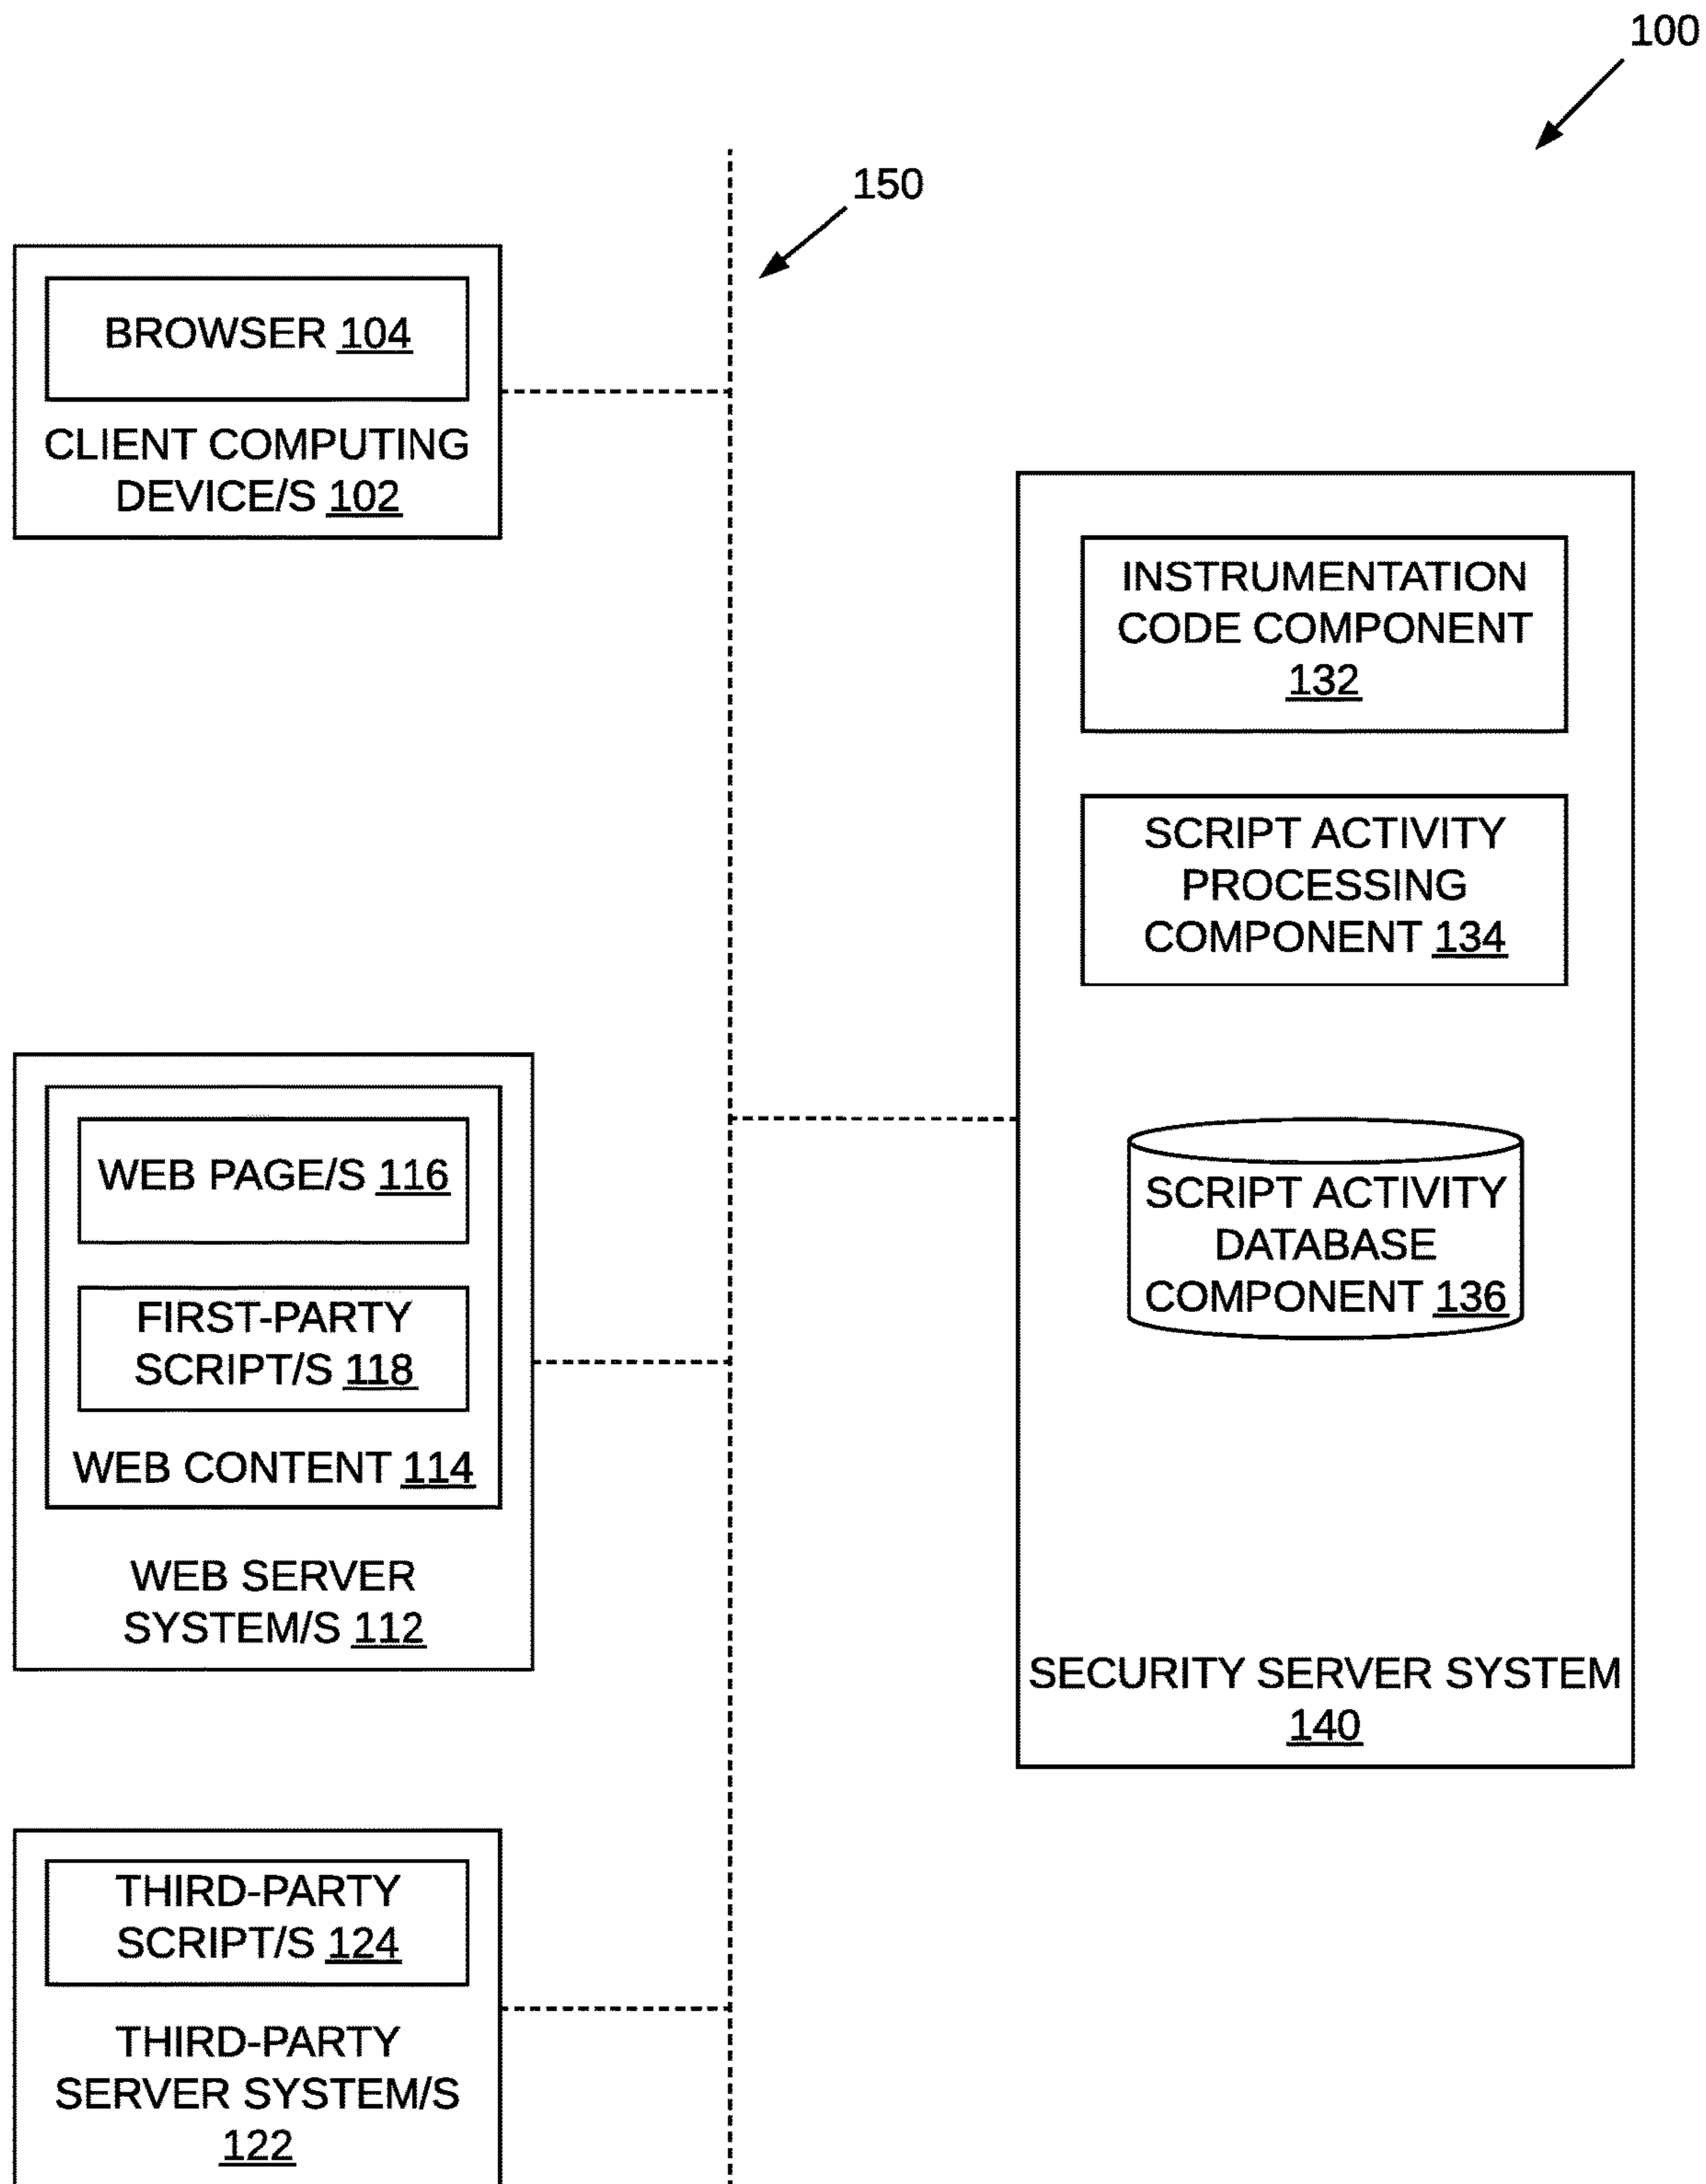 100
150
BROWSER 104
CLIENT COMPUTING
DEVICE/S 102
INSTRUMENTATION
CODE COMPONENT
132
SCRIPT ACTIVITY
PROCESSING
COMPONENT 134
SCRIPT ACTIVITY
DATABASE
COMPONENT 136
SECURITY SERVER SYSTEM
140
WEB PAGE/S 116
FIRST-PARTY
SCRIPT/S 118
WEB CONTENT 114
WEB SERVER
SYSTEM/S 112
THIRD-PARTY
SCRIPT/S 124
THIRD-PARTY
SERVER SYSTEM/S
122